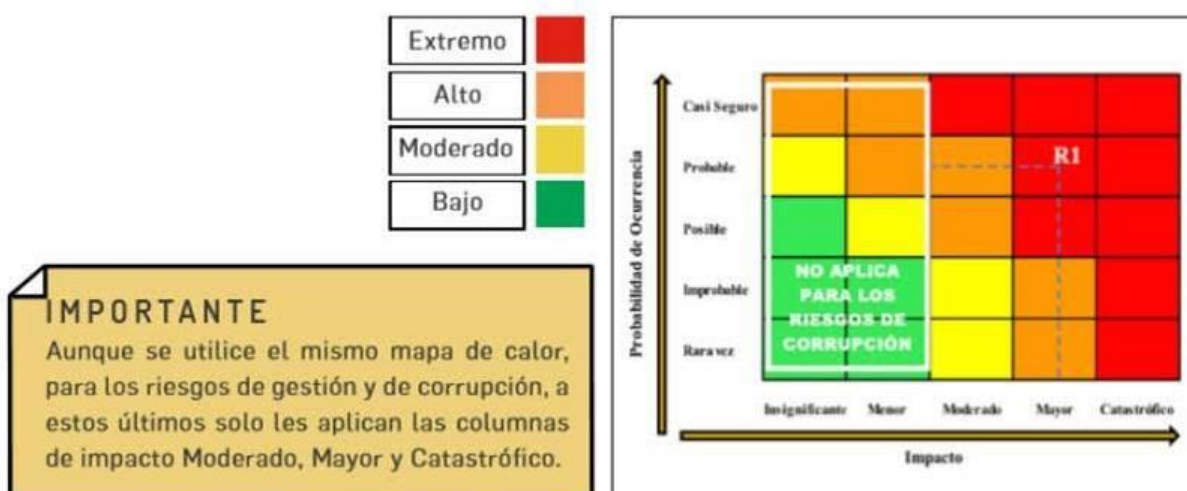 Extremo
Alto
Moderado
Bajo
IMPORTANTE
Aunque se utilice el mismo mapa de calor,
para los riesgos de gestión y de corrupción, a
estos últimos solo les aplican las columnas
de impacto Moderado, Mayor y Catastrófico.
Probabilidad de Ocurrencia
Casi Seguro
Probable
Posible
Improbable
Rara vez
R1
NO APLICA
PARA LOS
RIESGOS DE
CORRUPCIÓN
Insignificante Menor Moderado Mayor Catastrófico
Impacto